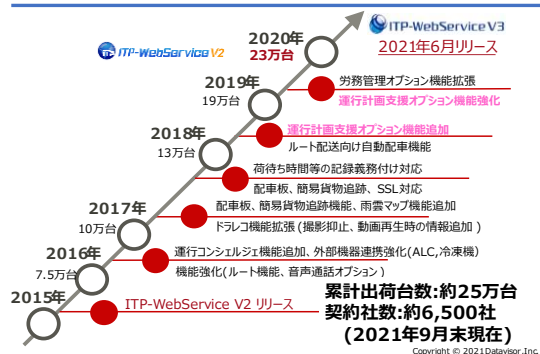 ITP-WebService V3
2020年
23万台
2021年6月リリース
ITP-WebService V2
2019年
19万台
労務管理オプション機能拡張
運行計画支援オプション機能強化
運行計画支援オプション機能追加
ルート配送向け自動配車機能
2018年
13万台
荷待ち時間等の記録義務付け対応
配車板、簡易貨物追跡、SSL対応
2017年
10万台
配車板、簡易貨物追跡機能、雨雲マップ機能追加
ドラレコ機能拡張(撮影抑止、動画再生時の情報追加)
2016年
7.5万台
運行コンシェルジェ機能追加、外部機器連携強化(ALC,冷凍機)
機能強化(ルート機能、音声通話オプション)
2015年
ITP-WebService V2 リリース
累計出荷台数:約25万台
契約社数:約6,500社
(2021年9月末現在)
Copyright © 2021Datavisor,Inc.